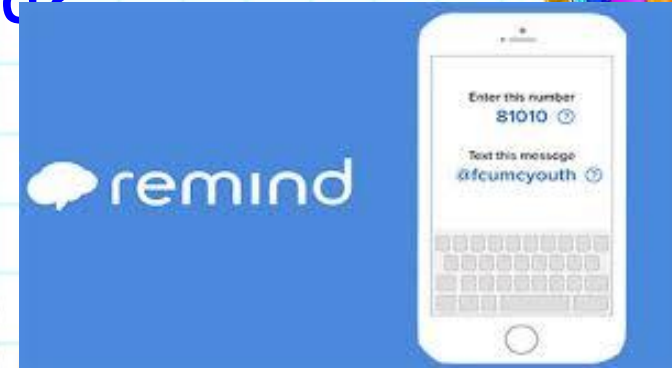 remind
Enter this number
81010 ?
Text this message
@fcumcyouth ?